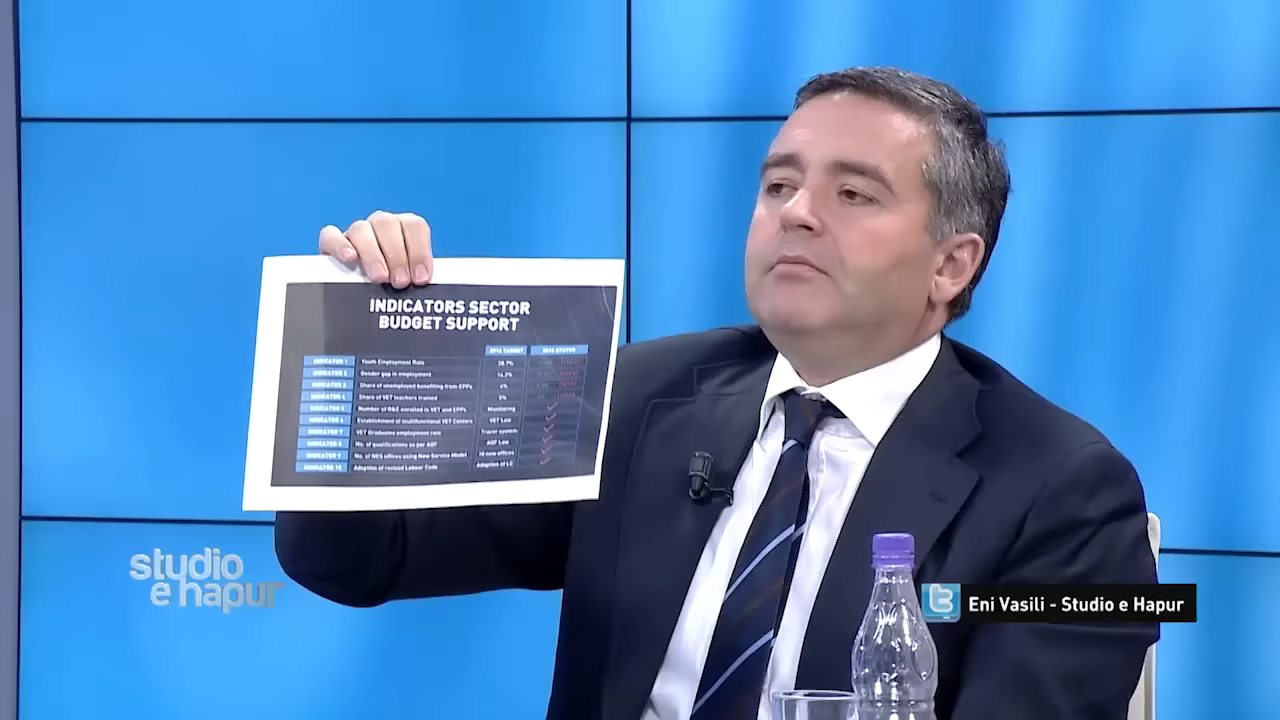 INDICATORS SECTOR
BUDGET SUPPORT
2016 TARGET 2016 STATUS
INDICATOR 1 Youth Employment Rate 28.7%
INDICATOR 2 Gender gap in employment 14.2%
INDICATOR 3 Share of unemployed benefiting from EPPs 4%
INDICATOR 4 Share of VET teachers trained 5%
INDICATOR 5 Number of R&E enrolled in VET and EPPs Monitoring
INDICATOR 6 Establishment of multifunctional VET Centers VET Law
INDICATOR 7 VET Graduates employment rate Tracer system
INDICATOR 8 No. of qualifications as per AQF AQF Law
INDICATOR 9 No. of NES offices using New Service Model 10 new offices
INDICATOR 10 Adoption of revised Labour Code Adoption of LC
studio
e hapur
Eni Vasili - Studio e Hapur